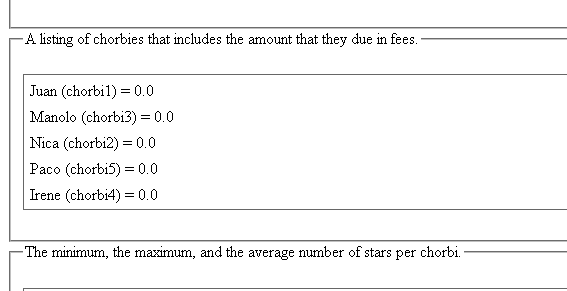 A listing of chorbies that includes the amount that they due in fees.
Juan (chorbi1) = 0.0
Manolo (chorbi3) = 0.0
Nica (chorbi2) = 0.0
Paco (chorbi5) = 0.0
Irene (chorbi4) = 0.0
The minimum, the maximum, and the average number of stars per chorbi.